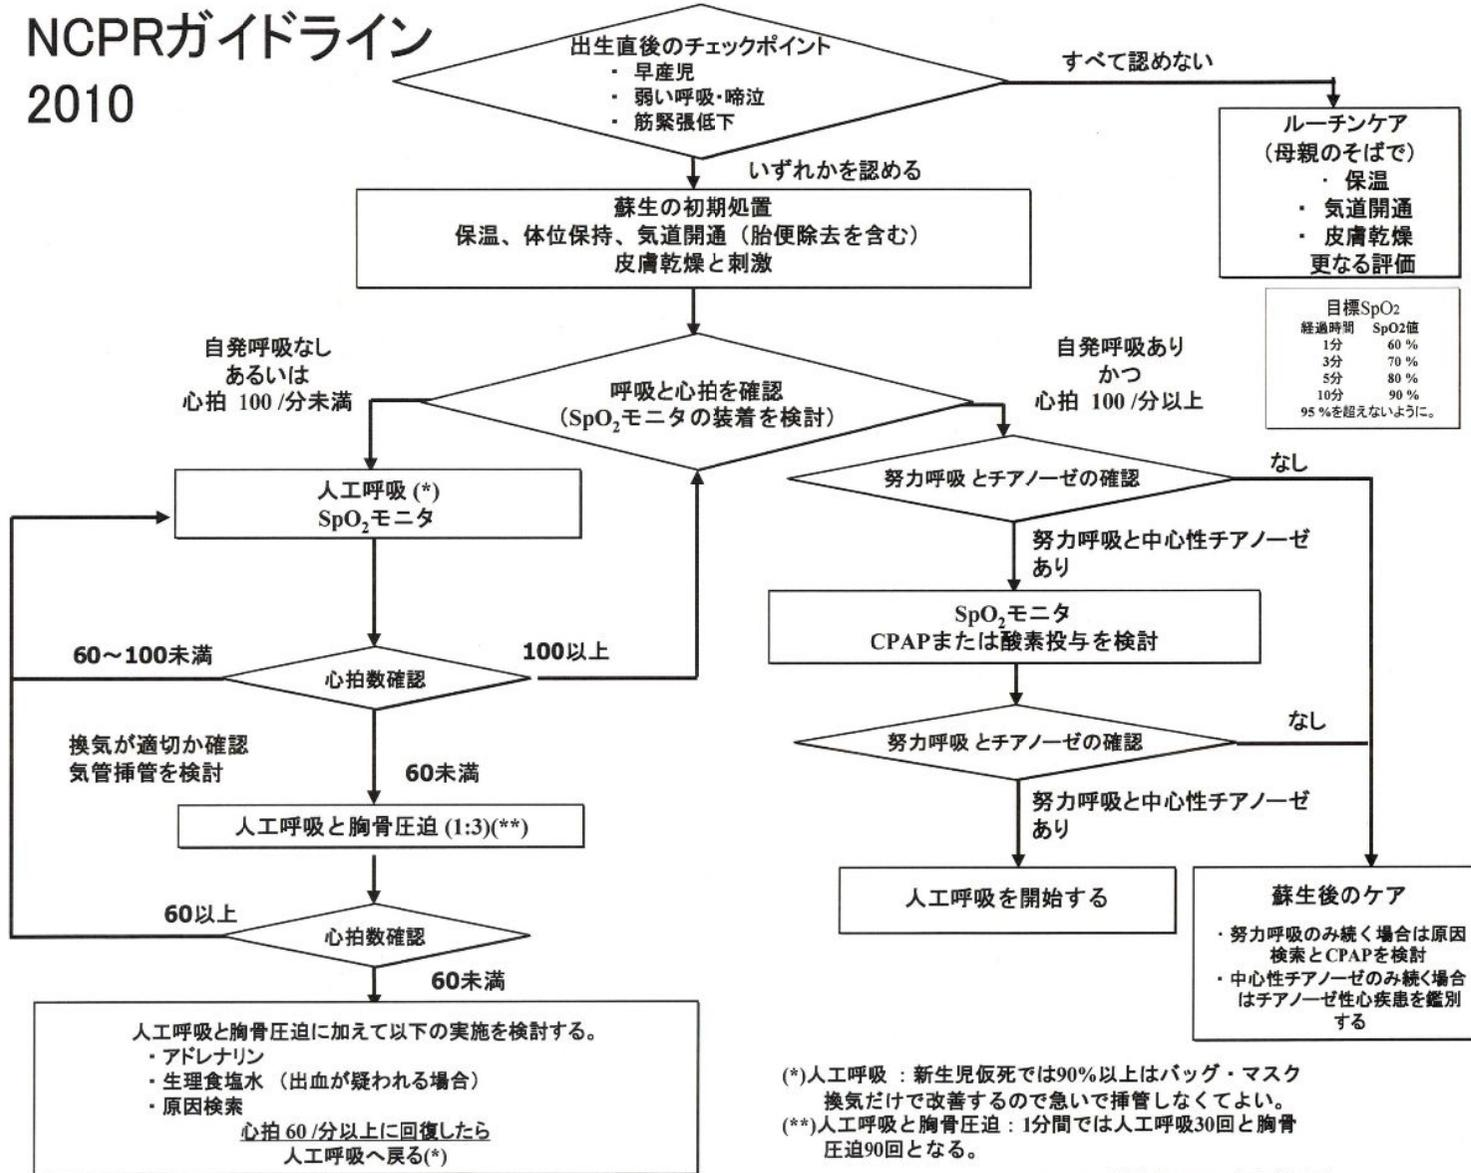 NCPRガイドライン
2010
出生直後のチェックポイント
・ 早産児
・ 弱い呼吸・啼泣
・ 筋緊張低下
すべて認めない
ルーチンケア
(母親のそばで)
・ 保温
・ 気道開通
・ 皮膚乾燥
更なる評価
いずれかを認める
蘇生の初期処置
保温、体位保持、気道開通（胎便除去を含む）
皮膚乾燥と刺激
目標SpO2
経過時間 SpO2値
1分 60 %
3分 70 %
5分 80 %
10分 90 %
95 %を超えないように。
自発呼吸なし
あるいは
心拍 100 /分未満
呼吸と心拍を確認
(SpO2モニタの装着を検討)
自発呼吸あり
かつ
心拍 100 /分以上
人工呼吸 (*)
SpO2モニタ
努力呼吸 とチアノーゼの確認
なし
努力呼吸と中心性チアノーゼ
あり
SpO2モニタ
CPAPまたは酸素投与を検討
60～100未満
心拍数確認
100以上
換気が適切か確認
気管挿管を検討
60未満
努力呼吸 とチアノーゼの確認
なし
努力呼吸と中心性チアノーゼ
あり
人工呼吸と胸骨圧迫 (1:3)(**)
60以上
心拍数確認
60未満
人工呼吸を開始する
蘇生後のケア
・努力呼吸のみ続く場合は原因
検索とCPAPを検討
・中心性チアノーゼのみ続く場合
はチアノーゼ性心疾患を鑑別
する
人工呼吸と胸骨圧迫に加えて以下の実施を検討する。
・アドレナリン
・生理食塩水 （出血が疑われる場合）
・原因検索
心拍 60 /分以上に回復したら
人工呼吸へ戻る(*)
(*)人工呼吸 ：新生児仮死では90%以上はバッグ・マスク
換気だけで改善するので急いで挿管しなくてよい。
(**)人工呼吸と胸骨圧迫：1分間では人工呼吸30回と胸骨
圧迫90回となる。